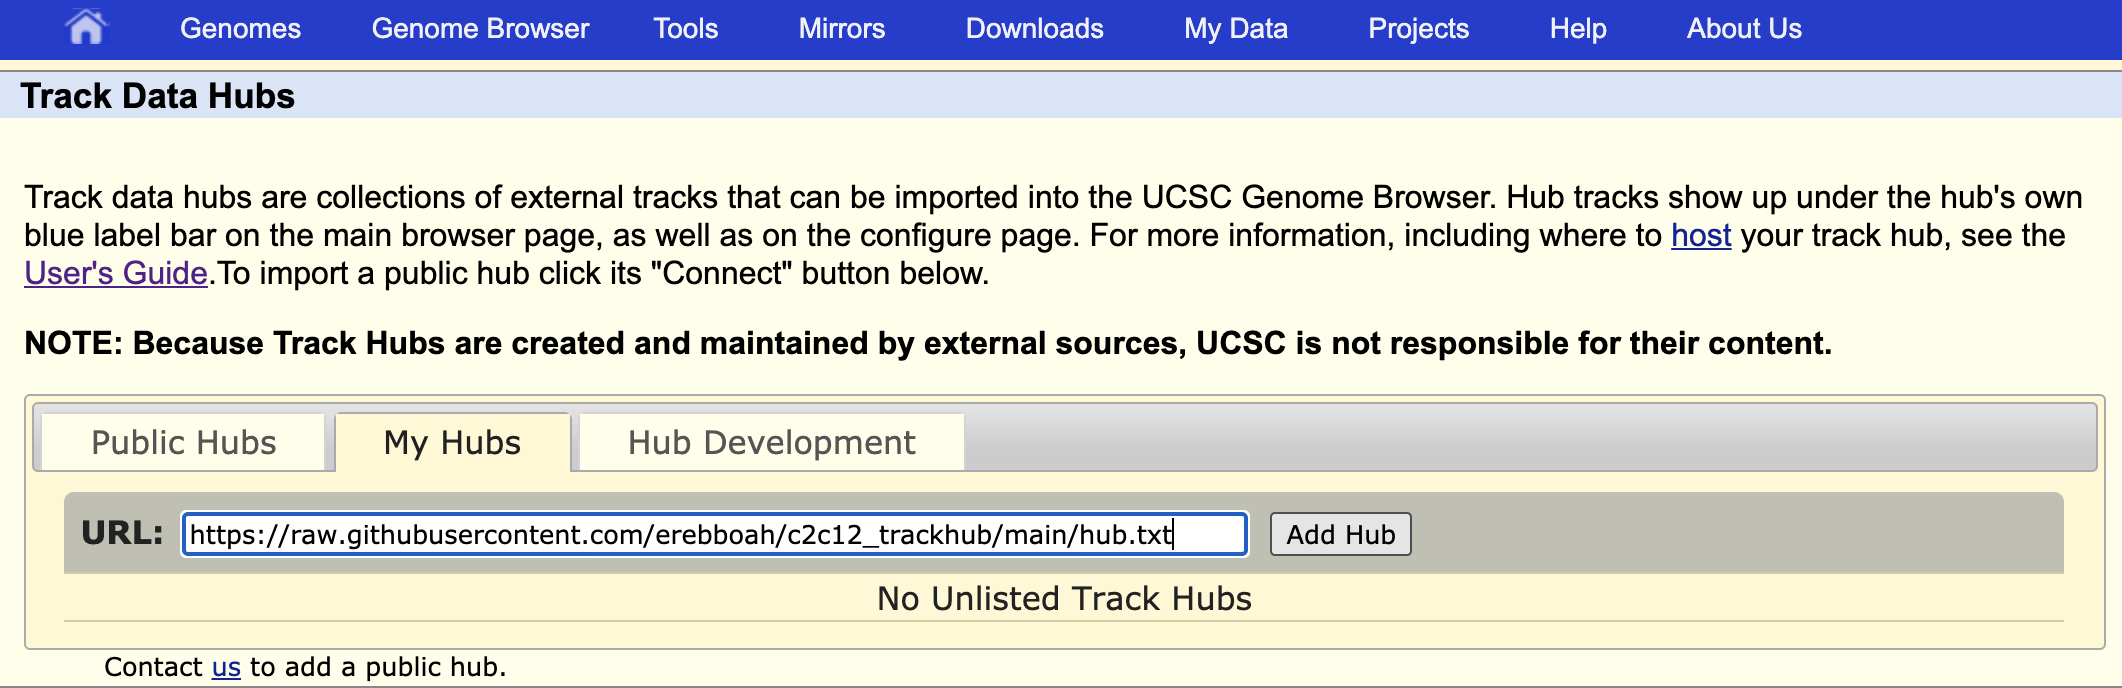 Genomes Genome Browser Tools Mirrors Downloads My Data Projects Help About Us
Track Data Hubs
Track data hubs are collections of external tracks that can be imported into the UCSC Genome Browser. Hub tracks show up under the hub's own
blue label bar on the main browser page, as well as on the configure page. For more information, including where to host your track hub, see the
User's Guide.To import a public hub click its "Connect" button below.
NOTE: Because Track Hubs are created and maintained by external sources, UCSC is not responsible for their content.
Public Hubs My Hubs Hub Development
URL: https://raw.githubusercontent.com/erebboah/c2c12_trackhub/main/hub.txt Add Hub
No Unlisted Track Hubs
Contact us to add a public hub.